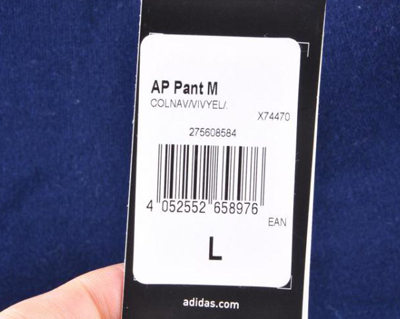 AP Pant M
COLNAV/VIVYEL/.
X74470
275608584
4 052552 658976
EAN
L
adidas.com